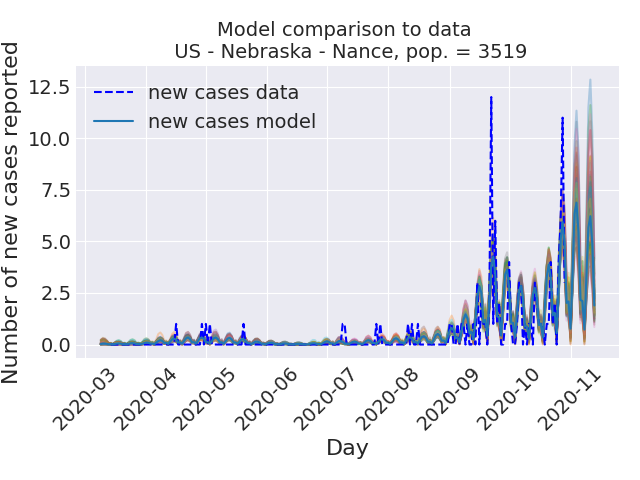 Model comparison to data
US - Nebraska - Nance, pop. = 3519
Number of new cases reported
12.5
10.0
7.5
5.0
2.5
0.0
new cases data
new cases model
2020-03
2020-04
2020-05
2020-06
2020-07
2020-08
2020-09
2020-10
2020-11
Day